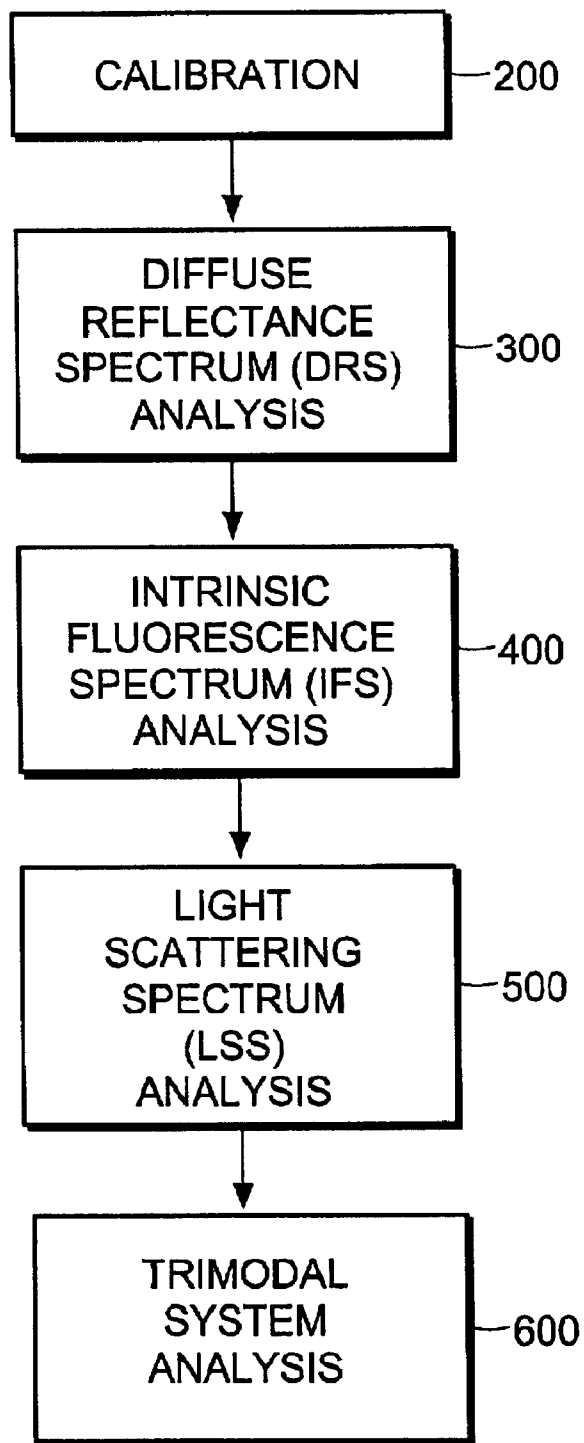 CALIBRATION
200
DIFFUSE
REFLECTANCE
SPECTRUM (DRS)
ANALYSIS
300
INTRINSIC
FLUORESCENCE
SPECTRUM (IFS)
ANALYSIS
400
LIGHT
SCATTERING
SPECTRUM
(LSS)
ANALYSIS
500
TRIMODAL
SYSTEM
ANALYSIS
600